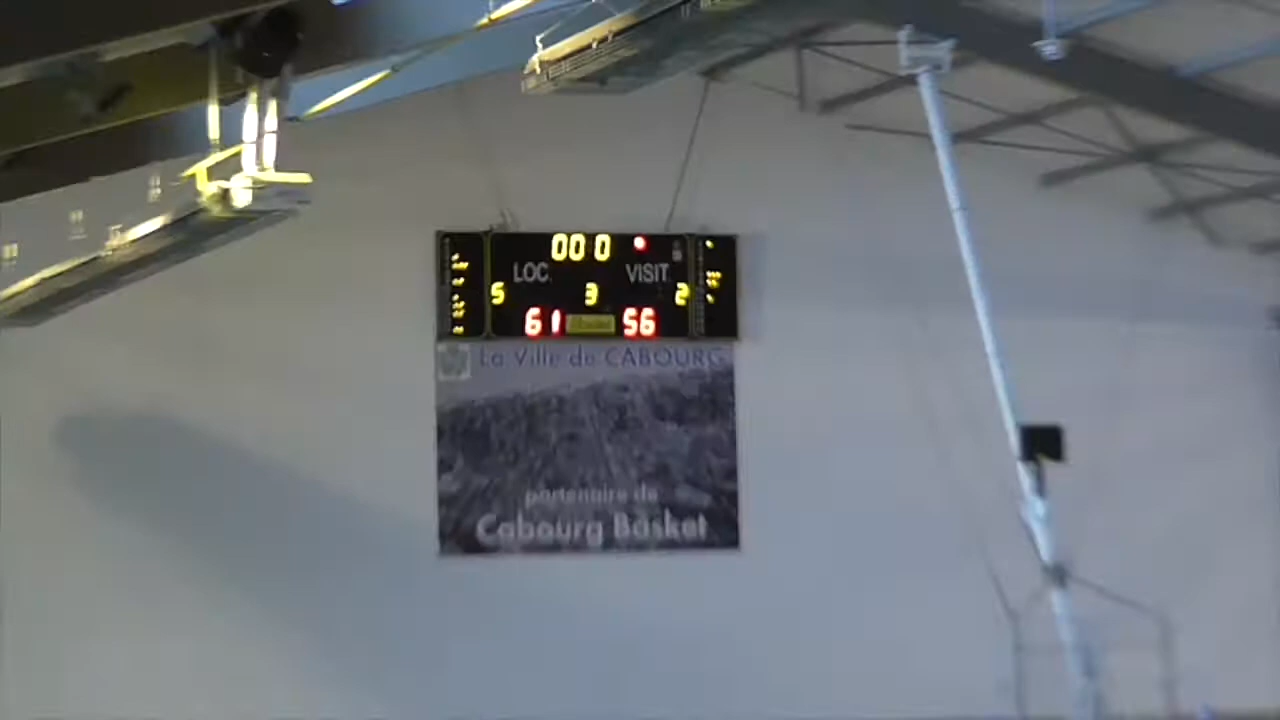 00 0
LOC. VISIT.
5 3 2
61 56
La Ville de CABOURG
partenaire de
Cabourg Basket